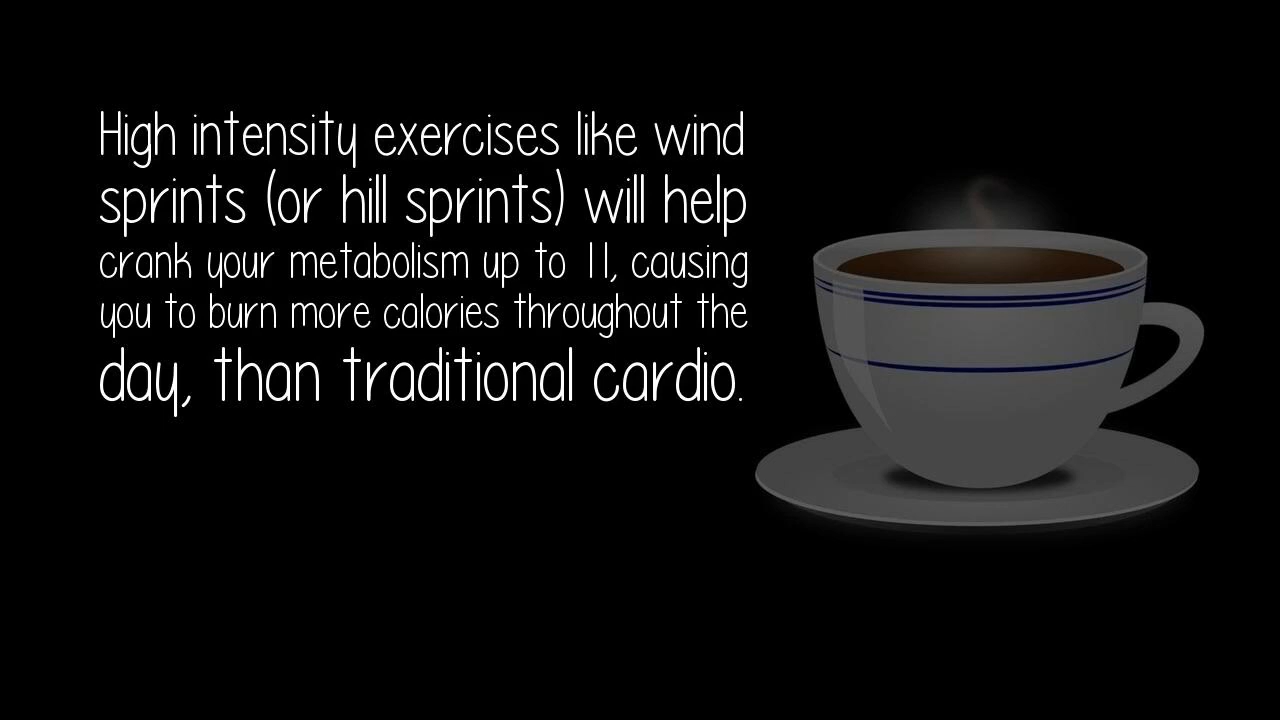 High intensity exercises like wind
sprints (or hill sprints) will help
crank your metabolism up to 11, causing
you to burn more calories throughout the
day, than traditional cardio.